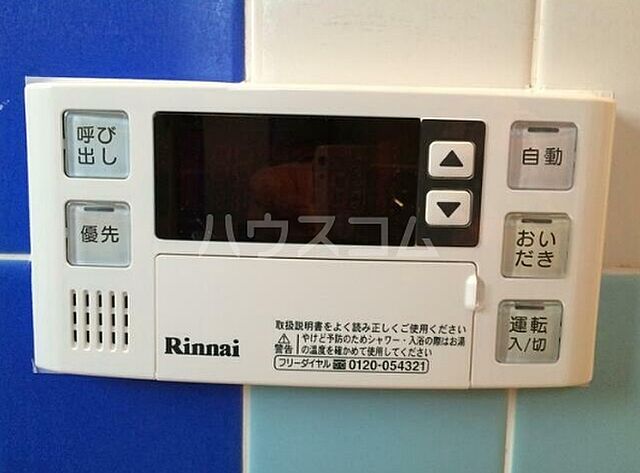 呼び
出し
優先
自動
おい
だき
運転
入/切
ハウスコム
Rinnai
取扱説明書をよく読み正しくご使用ください
警告
やけど予防のためシャワー・入浴の際はお湯
の温度を確かめて使用してください
フリーダイヤル 0120-054321